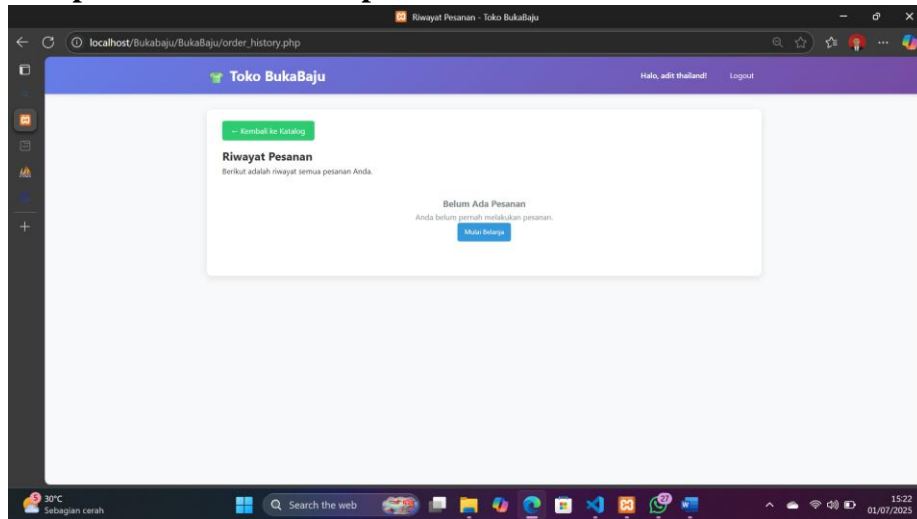 Riwayat Pesanan - Toko BukaBaju
localhost/Bukabaju/BukaBaju/order_history.php
Toko BukaBaju
Halo, adit thailand!
Logout
← Kembali ke Katalog
Riwayat Pesanan
Berikut adalah riwayat semua pesanan Anda.
Belum Ada Pesanan
Anda belum pernah melakukan pesanan.
Mulai Belanja
5
30°C
Sebagian cerah
Search the web
27
15:22
01/07/2025